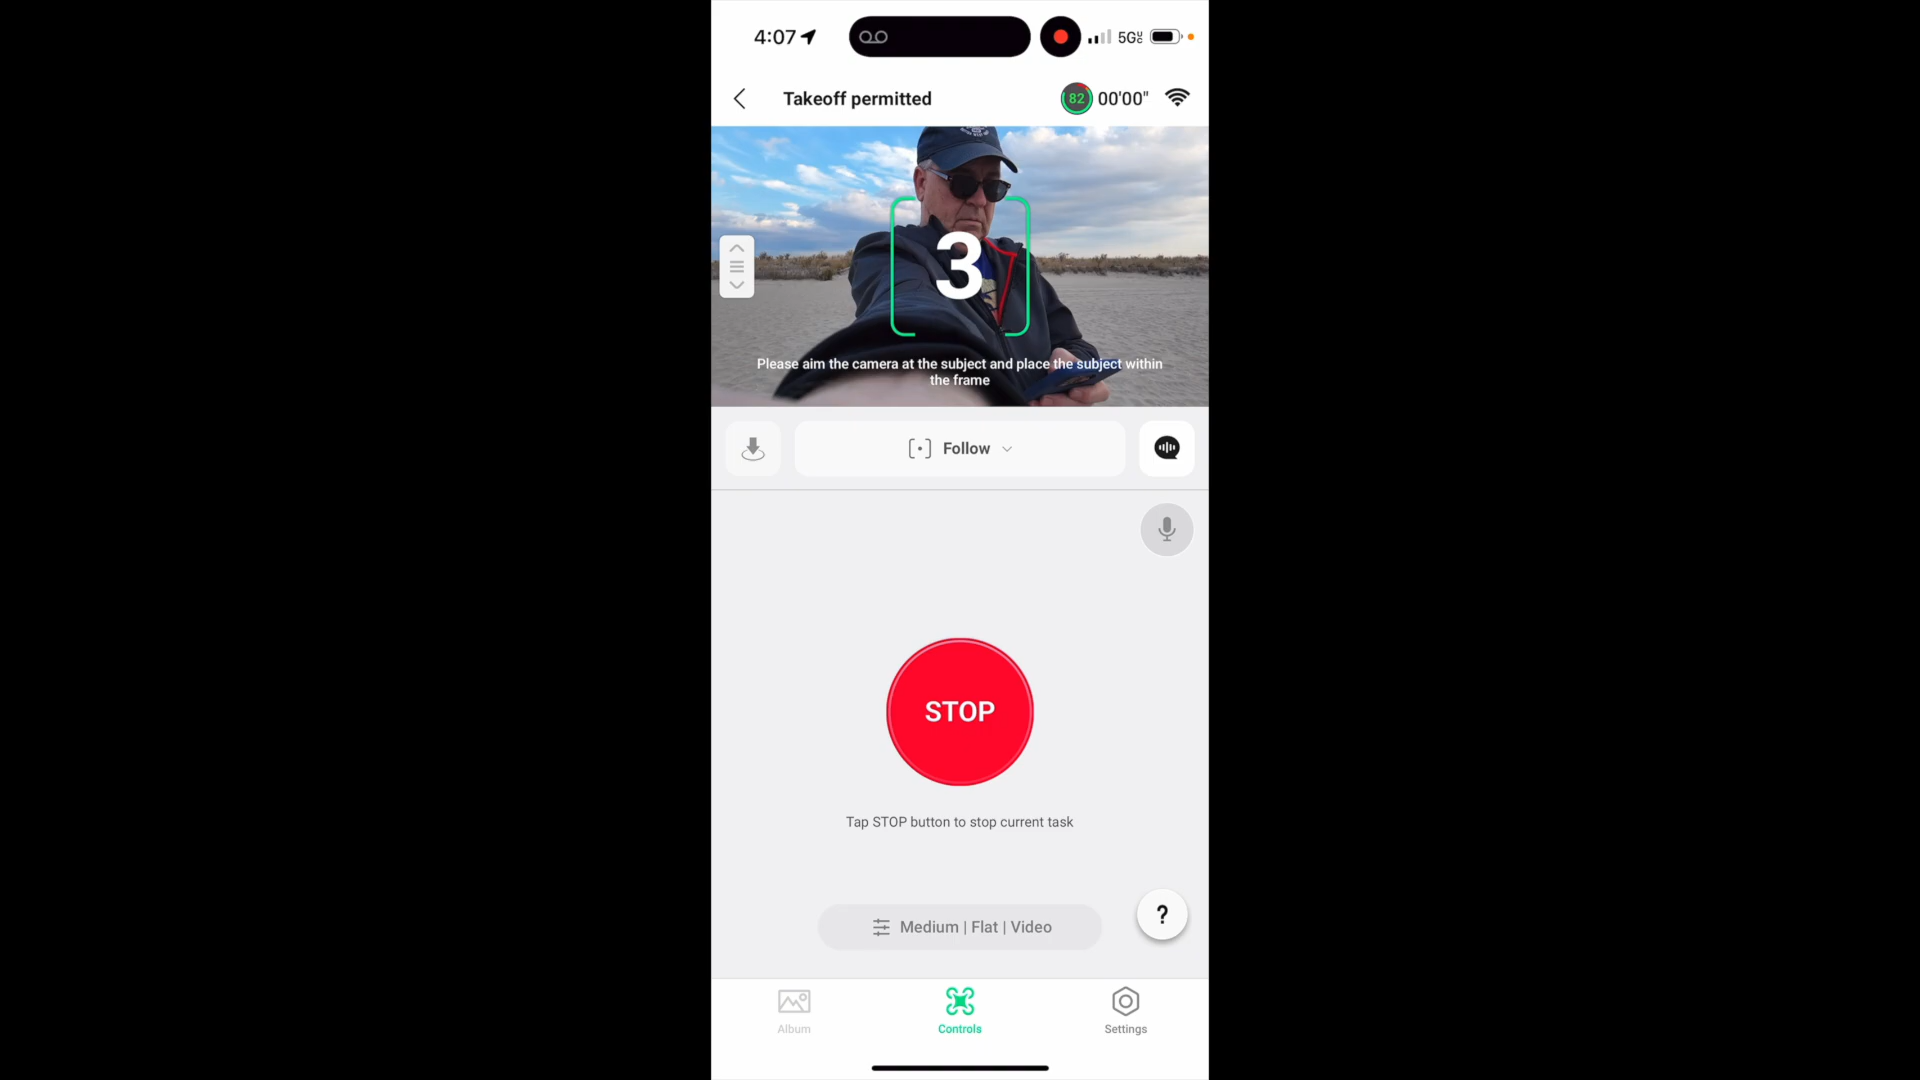 4:07
5G UC
Takeoff permitted
82
00'00"
3
Please aim the camera at the subject and place the subject within
the frame
Follow
STOP
Tap STOP button to stop current task
Medium | Flat | Video
?
Album
Controls
Settings